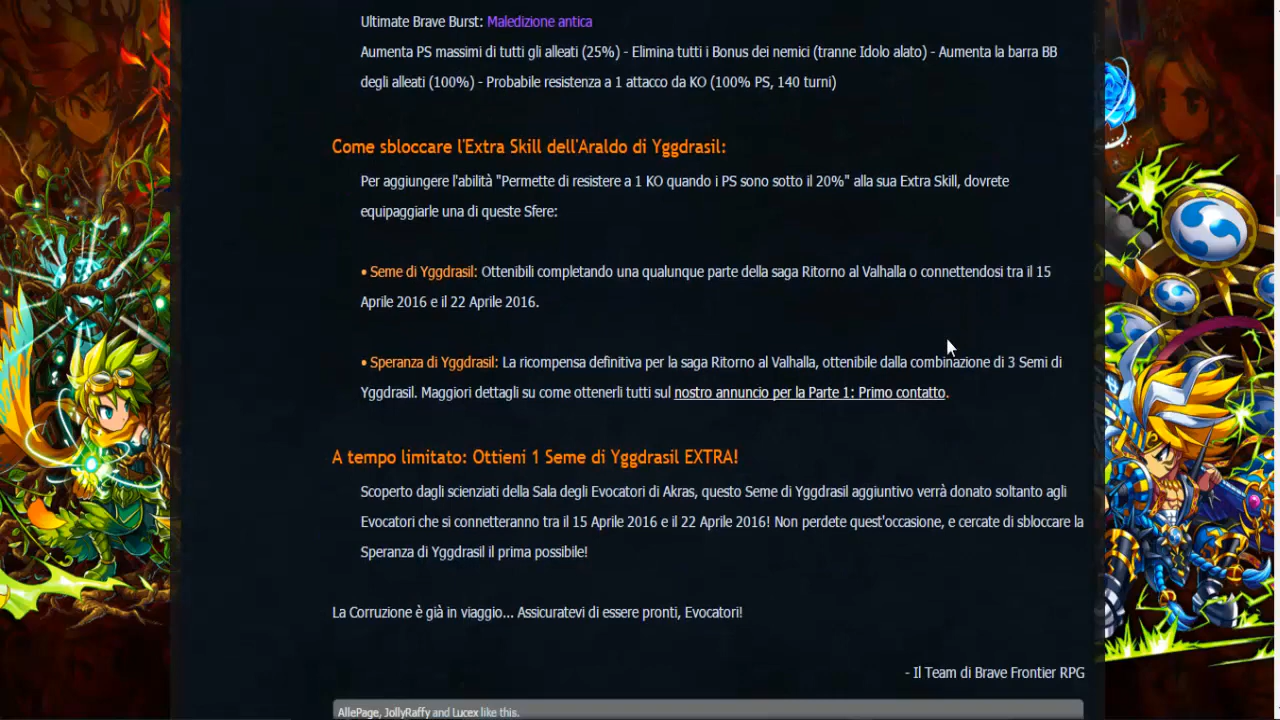 Ultimate Brave Burst: Maledizione antica
Aumenta PS massimi di tutti gli alleati (25%) - Elimina tutti i Bonus dei nemici (tranne Idolo alato) - Aumenta la barra BB
degli alleati (100%) - Probabile resistenza a 1 attacco da KO (100% PS, 140 turni)
Come sbloccare l'Extra Skill dell'Araldo di Yggdrasil:
Per aggiungere l'abilità "Permette di resistere a 1 KO quando i PS sono sotto il 20%" alla sua Extra Skill, dovrete
equipaggiarle una di queste Sfere:
• Seme di Yggdrasil: Ottenibili completando una qualunque parte della saga Ritorno al Valhalla o connettendosi tra il 15
Aprile 2016 e il 22 Aprile 2016.
• Speranza di Yggdrasil: La ricompensa definitiva per la saga Ritorno al Valhalla, ottenibile dalla combinazione di 3 Semi di
Yggdrasil. Maggiori dettagli su come ottenerli tutti sul nostro annuncio per la Parte 1: Primo contatto.
A tempo limitato: Ottieni 1 Seme di Yggdrasil EXTRA!
Scoperto dagli scienziati della Sala degli Evocatori di Akras, questo Seme di Yggdrasil aggiuntivo verrà donato soltanto agli
Evocatori che si connetteranno tra il 15 Aprile 2016 e il 22 Aprile 2016! Non perdete quest'occasione, e cercate di sbloccare la
Speranza di Yggdrasil il prima possibile!
La Corruzione è già in viaggio... Assicuratevi di essere pronti, Evocatori!
- Il Team di Brave Frontier RPG
AllePage, JollyRaffy and Lucex like this.